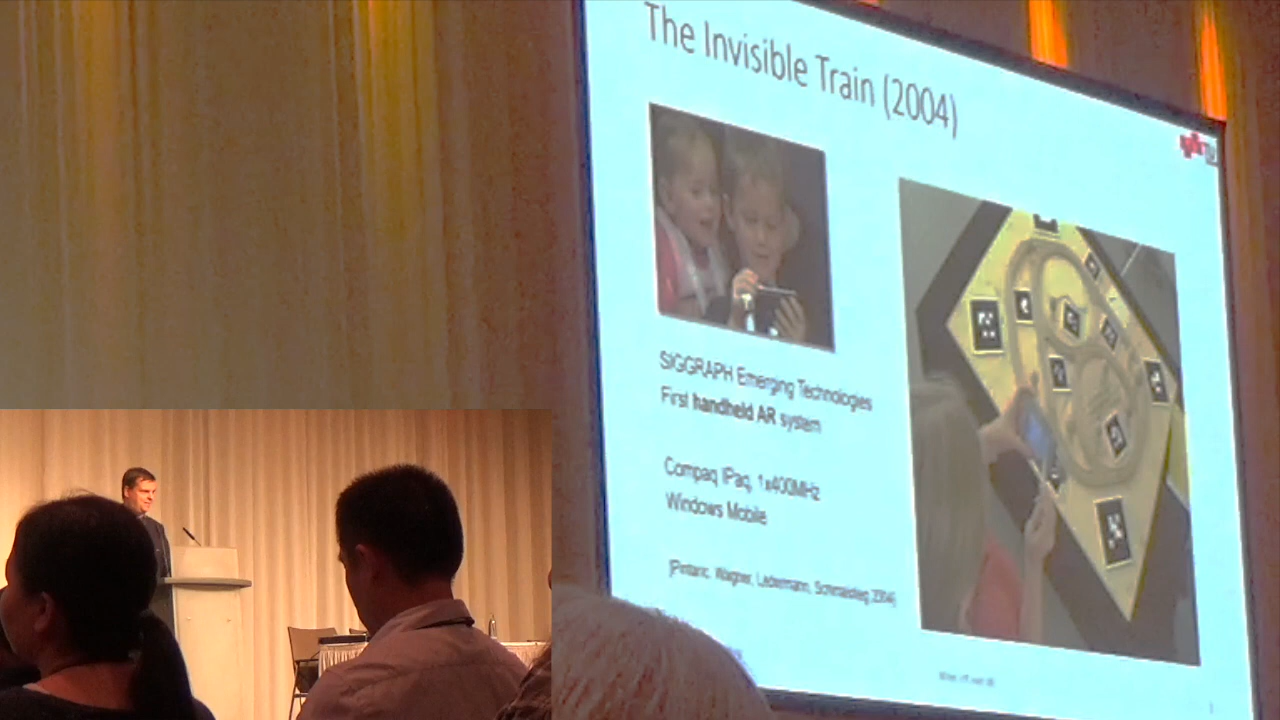 The Invisible Train (2004)
SIGGRAPH Emerging Technologies
First handheld AR system
Compaq iPaq, 1x400MHz
Windows Mobile
[Pintaric, Wagner, Ledermann, Schmalstieg 2004]